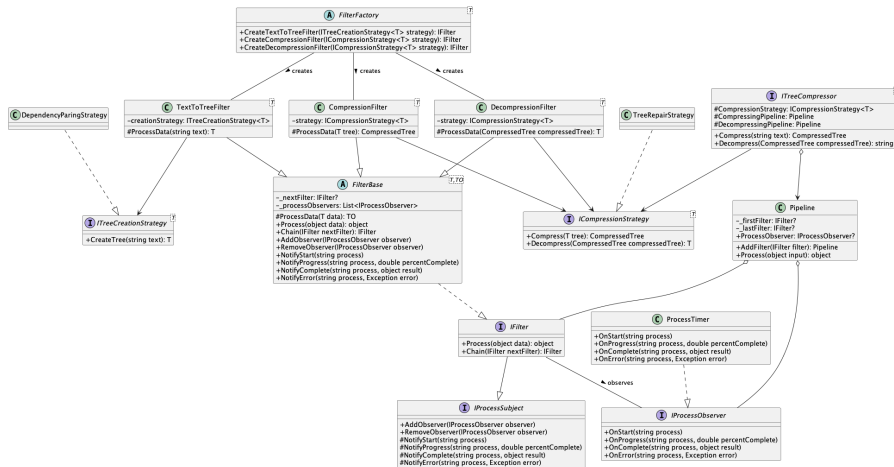 A FilterFactory T
+CreateTextToTreeFilter(ITreeCreationStrategy<T> strategy): IFilter
+CreateCompressionFilter(ICompressionStrategy<T> strategy): IFilter
+CreateDecompressionFilter(ICompressionStrategy<T> strategy): IFilter
creates
creates
creates
C DependencyParingStrategy
C TextToTreeFilter T
-creationStrategy: ITreeCreationStrategy<T>
#ProcessData(string text): T
C CompressionFilter T
-strategy: ICompressionStrategy<T>
#ProcessData(T tree): CompressedTree
C DecompressionFilter T
-strategy: ICompressionStrategy<T>
#ProcessData(CompressedTree compressedTree): T
C TreeRepairStrategy
I ITreeCompressor
#CompressionStrategy: ICompressionStrategy<T>
#CompressingPipeline: Pipeline
#DecompressingPipeline: Pipeline
+Compress(string text): CompressedTree
+Decompress(CompressedTree compressedTree): string
I ITreeCreationStrategy T
+CreateTree(string text): T
A FilterBase T,TO
-_nextFilter: IFilter?
-_processObservers: List<IProcessObserver>
#ProcessData(T data): TO
+Process(object data): object
+Chain(IFilter nextFilter): IFilter
+AddObserver(IProcessObserver observer)
+RemoveObserver(IProcessObserver observer)
+NotifyStart(string process)
+NotifyProgress(string process, double percentComplete)
+NotifyComplete(string process, object result)
+NotifyError(string process, Exception error)
I ICompressionStrategy T
+Compress(T tree): CompressedTree
-Decompress(CompressedTree compressedTree): T
C Pipeline
-_firstFilter: IFilter?
-_lastFilter: IFilter?
+ProcessObserver: IProcessObserver?
+AddFilter(IFilter filter): Pipeline
+Process(object input): object
I IFilter
+Process(object data): object
+Chain(IFilter nextFilter): IFilter
C ProcessTimer
+OnStart(string process)
+OnProgress(string process, double percentComplete)
+OnComplete(string process, object result)
+OnError(string process, Exception error)
observes
I IProcessSubject
+AddObserver(IProcessObserver observer)
+RemoveObserver(IProcessObserver observer)
#NotifyStart(string process)
#NotifyProgress(string process, double percentComplete)
#NotifyComplete(string process, object result)
#NotifyError(string process, Exception error)
I IProcessObserver
+OnStart(string process)
+OnProgress(string process, double percentComplete)
+OnComplete(string process, object result)
+OnError(string process, Exception error)